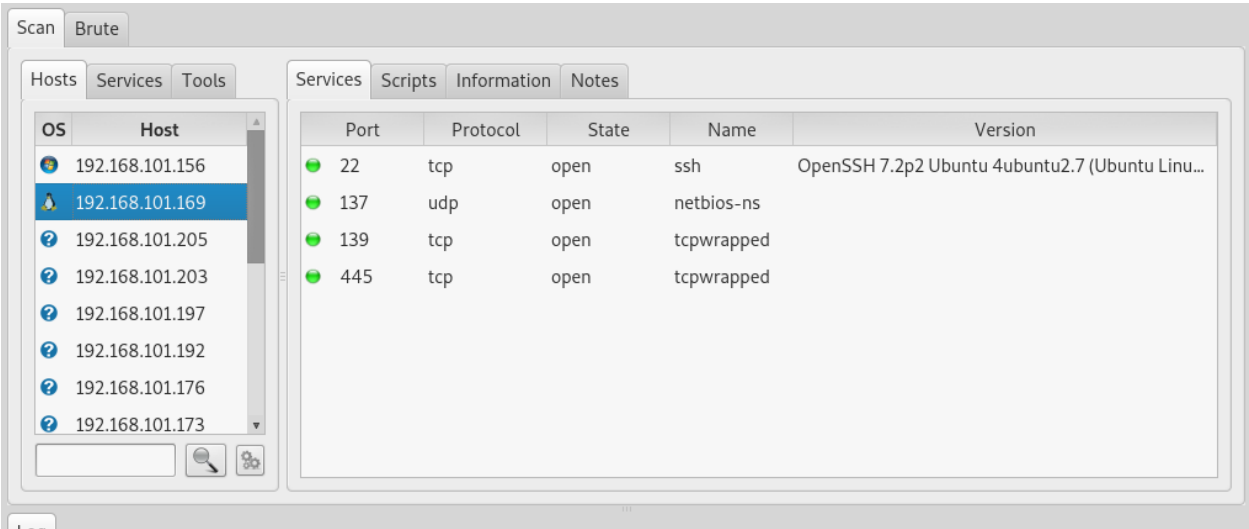 Scan Brute
Hosts Services Tools
OS Host
192.168.101.156
192.168.101.169
192.168.101.205
192.168.101.203
192.168.101.197
192.168.101.192
192.168.101.176
192.168.101.173
Services Scripts Information Notes
Port Protocol State Name Version
22 tcp open ssh OpenSSH 7.2p2 Ubuntu 4ubuntu2.7 (Ubuntu Linu...
137 udp open netbios-ns
139 tcp open tcpwrapped
445 tcp open tcpwrapped